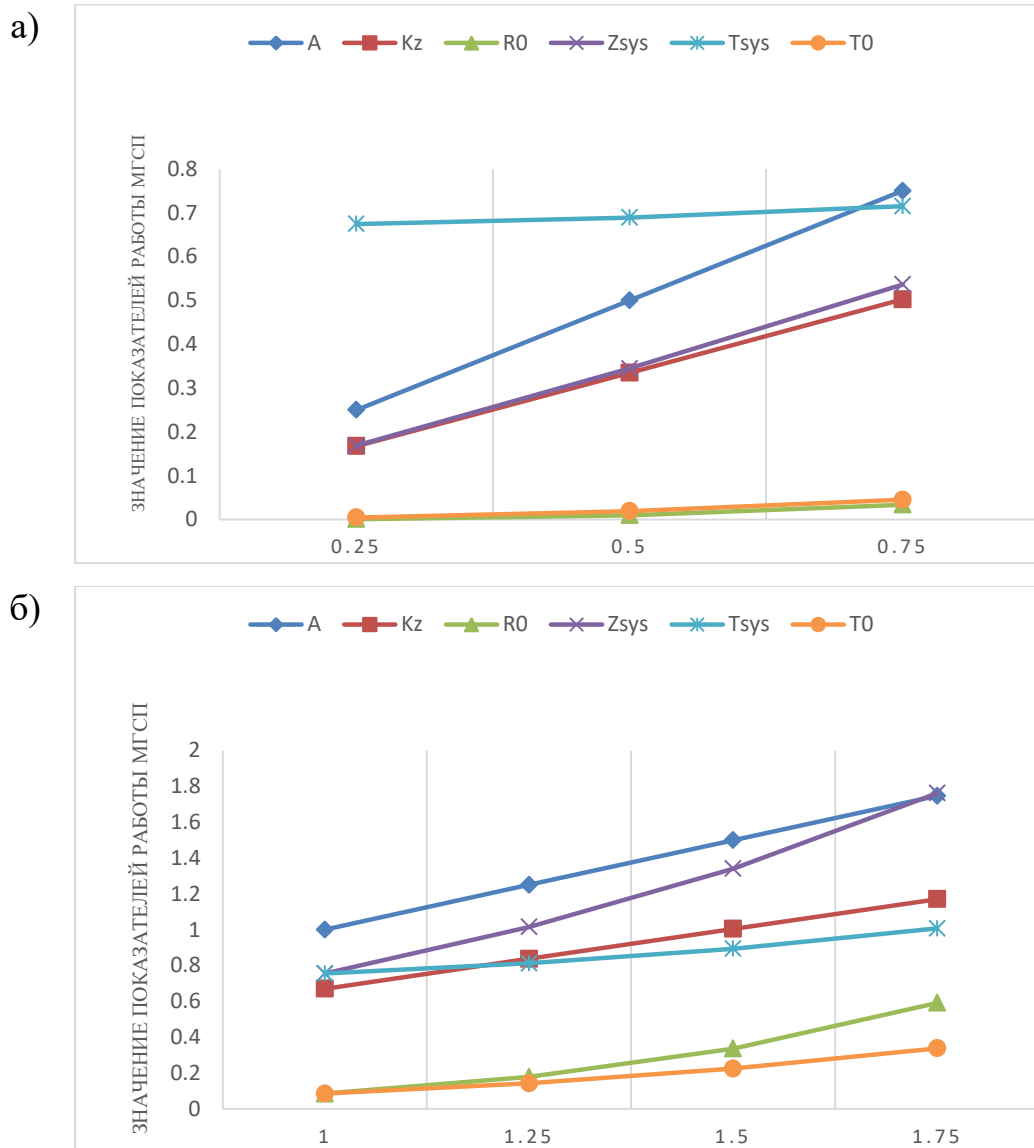 а)
A Kz R0 Zsys Tsys T0
ЗНАЧЕНИЕ ПОКАЗАТЕЛЕЙ РАБОТЫ МГСП
0.8
0.7
0.6
0.5
0.4
0.3
0.2
0.1
0
0.25 0.5 0.75
б)
A Kz R0 Zsys Tsys T0
ЗНАЧЕНИЕ ПОКАЗАТЕЛЕЙ РАБОТЫ МГСП
2
1.8
1.6
1.4
1.2
1
0.8
0.6
0.4
0.2
0
1 1.25 1.5 1.75